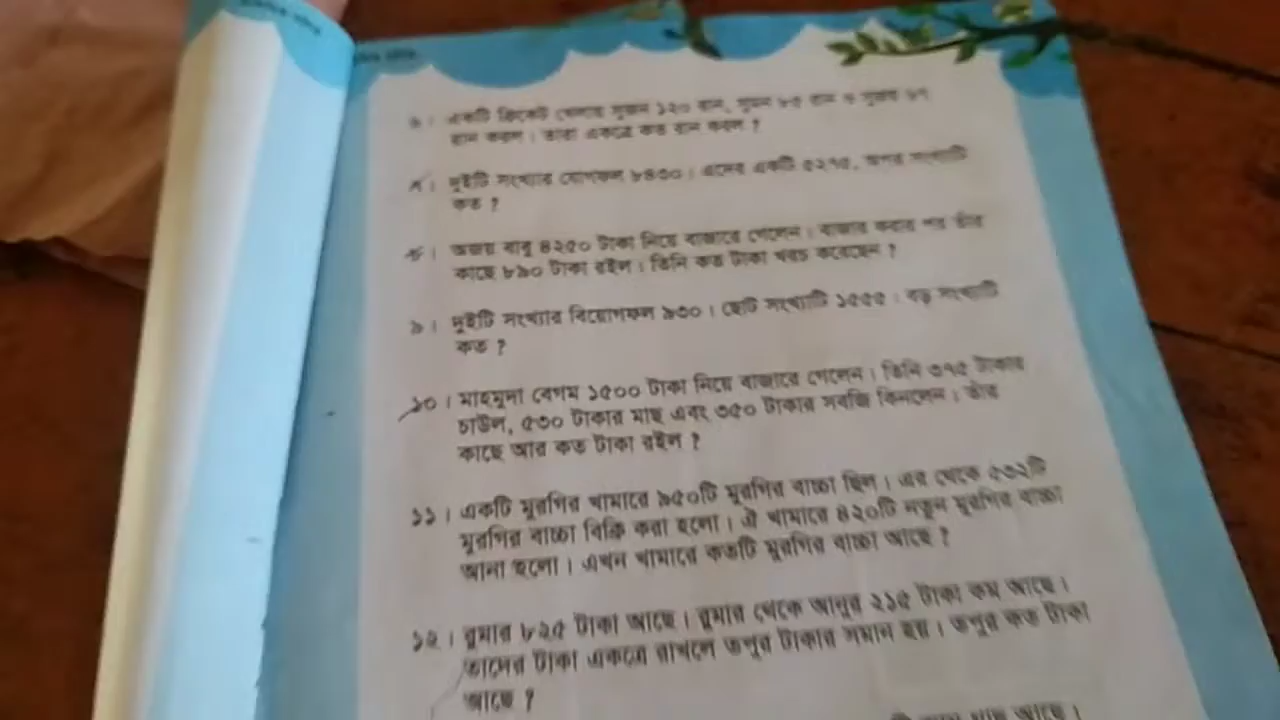 ৬। একটি ক্রিকেট খেলায় সুজন ১২০ রান, সুমন ৮৫ রান ও সুজয় ৯৭
রান করল। তারা একত্রে কত রান করল ?
৭। দুইটি সংখ্যার যোগফল ৮৪৩০। এদের একটি ৫২৭৫, অপর সংখ্যাটি
কত ?
৮। অজয় বাবু ৪২৫০ টাকা নিয়ে বাজারে গেলেন। বাজার করার পর তাঁর
কাছে ৮৯০ টাকা রইল। তিনি কত টাকা খরচ করেছেন ?
৯। দুইটি সংখ্যার বিয়োগফল ৯৩০। ছোট সংখ্যাটি ১৫৫৫। বড় সংখ্যাটি
কত ?
১০। মাহমুদা বেগম ১৫০০ টাকা নিয়ে বাজারে গেলেন। তিনি ৩৭৫ টাকার
চাউল, ৫৩০ টাকার মাছ এবং ৩৫০ টাকার সবজি কিনলেন। তাঁর
কাছে আর কত টাকা রইল ?
১১। একটি মুরগির খামারে ৯৫০টি মুরগির বাচ্চা ছিল। এর থেকে ৫৩২টি
মুরগির বাচ্চা বিক্রি করা হলো। ঐ খামারে ৪২০টি নতুন মুরগির বাচ্চা
আনা হলো। এখন খামারে কতটি মুরগির বাচ্চা আছে ?
১২। রুমার ৮২৫ টাকা আছে। রুমার থেকে আনুর ২১৫ টাকা কম আছে।
তাদের টাকা একত্রে রাখলে তপুর টাকার সমান হয়। তপুর কত টাকা
আছে ?